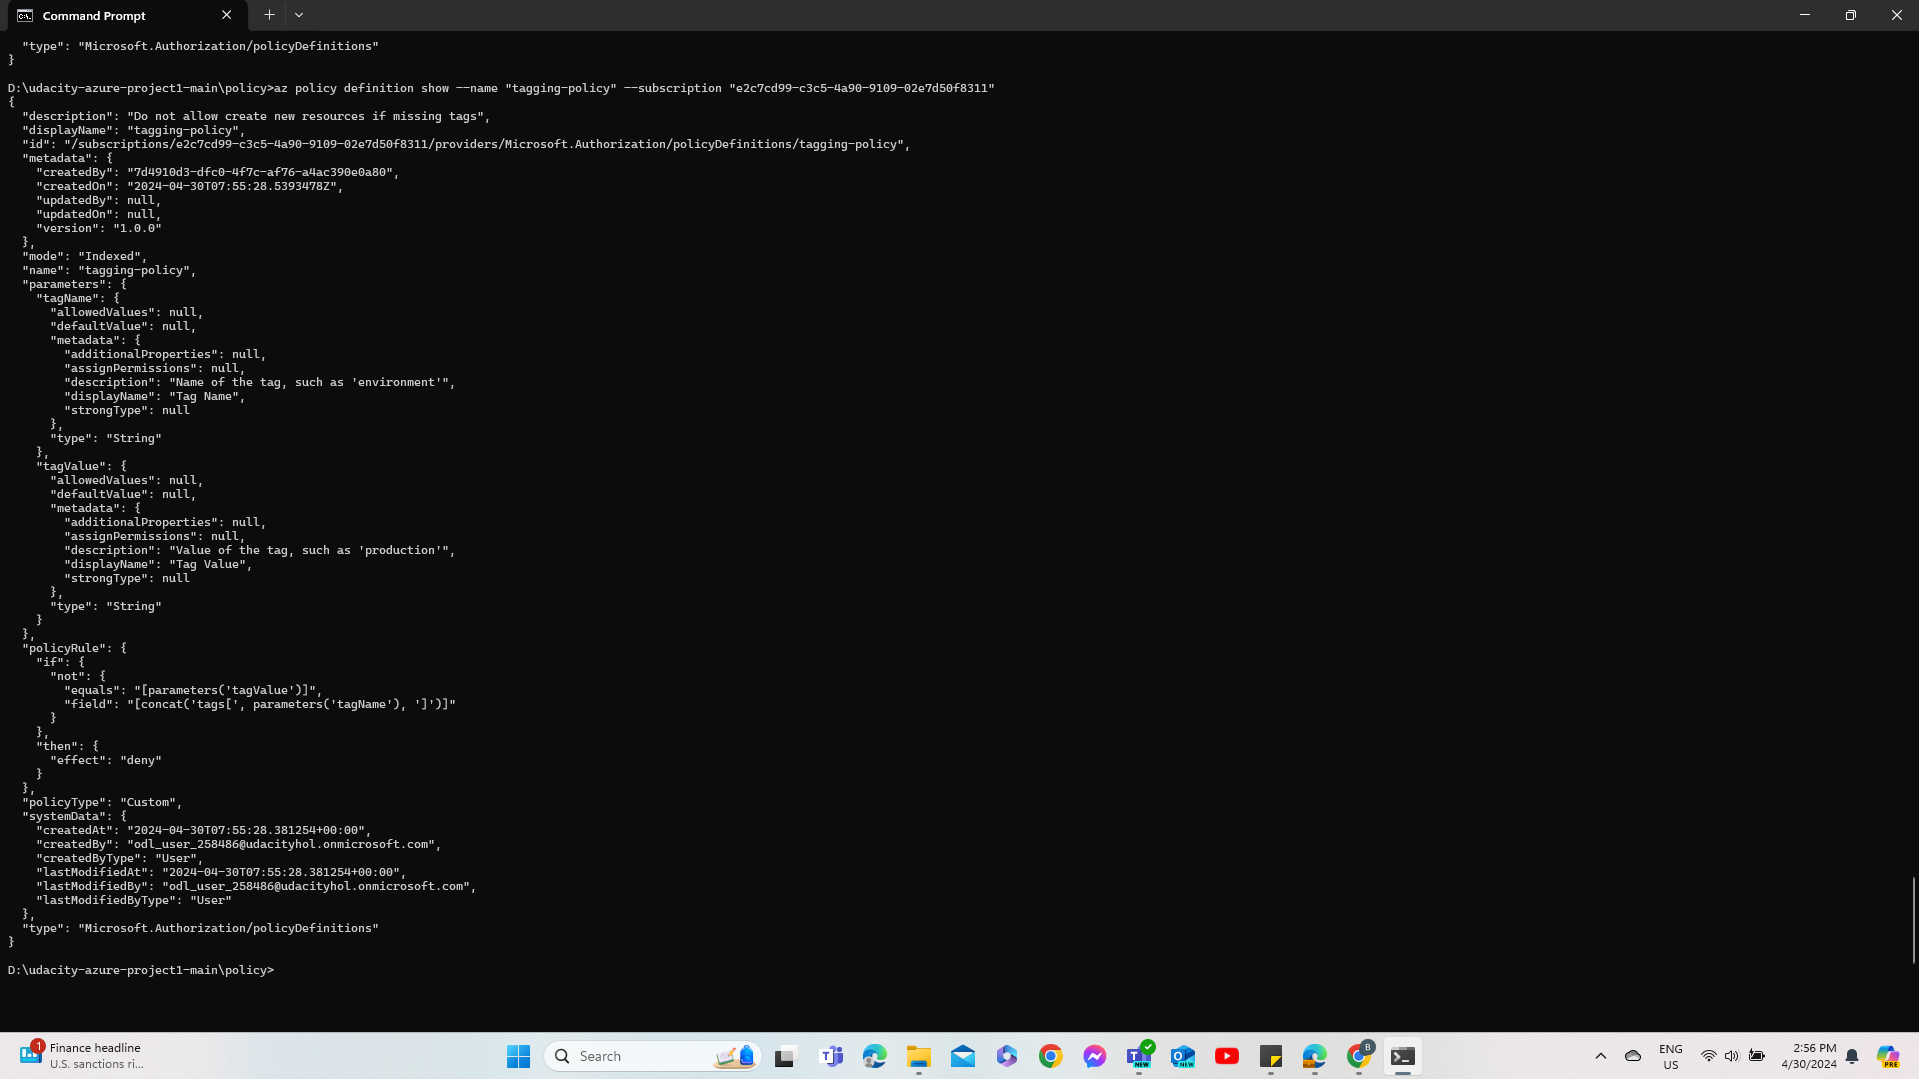 Command Prompt
  "type": "Microsoft.Authorization/policyDefinitions"
}
D:\udacity-azure-project1-main\policy>az policy definition show --name "tagging-policy" --subscription "e2c7cd99-c3c5-4a90-9109-02e7d50f8311"
{
  "description": "Do not allow create new resources if missing tags",
  "displayName": "tagging-policy",
  "id": "/subscriptions/e2c7cd99-c3c5-4a90-9109-02e7d50f8311/providers/Microsoft.Authorization/policyDefinitions/tagging-policy",
  "metadata": {
    "createdBy": "7d4910d3-dfc0-4f7c-af76-a4ac390e0a80",
    "createdOn": "2024-04-30T07:55:28.5393478Z",
    "updatedBy": null,
    "updatedOn": null,
    "version": "1.0.0"
  },
  "mode": "Indexed",
  "name": "tagging-policy",
  "parameters": {
    "tagName": {
      "allowedValues": null,
      "defaultValue": null,
      "metadata": {
        "additionalProperties": null,
        "assignPermissions": null,
        "description": "Name of the tag, such as 'environment'",
        "displayName": "Tag Name",
        "strongType": null
      },
      "type": "String"
    },
    "tagValue": {
      "allowedValues": null,
      "defaultValue": null,
      "metadata": {
        "additionalProperties": null,
        "assignPermissions": null,
        "description": "Value of the tag, such as 'production'",
        "displayName": "Tag Value",
        "strongType": null
      },
      "type": "String"
    }
  },
  "policyRule": {
    "if": {
      "not": {
        "equals": "[parameters('tagValue')]",
        "field": "[concat('tags[', parameters('tagName'), ']')]"
      }
    },
    "then": {
      "effect": "deny"
    }
  },
  "policyType": "Custom",
  "systemData": {
    "createdAt": "2024-04-30T07:55:28.381254+00:00",
    "createdBy": "odl_user_258486@udacityhol.onmicrosoft.com",
    "createdByType": "User",
    "lastModifiedAt": "2024-04-30T07:55:28.381254+00:00",
    "lastModifiedBy": "odl_user_258486@udacityhol.onmicrosoft.com",
    "lastModifiedByType": "User"
  },
  "type": "Microsoft.Authorization/policyDefinitions"
}
D:\udacity-azure-project1-main\policy>
1
Finance headline
U.S. sanctions ri...
Search
NEW
NEW
B
ENG
US
2:56 PM
4/30/2024
PRE